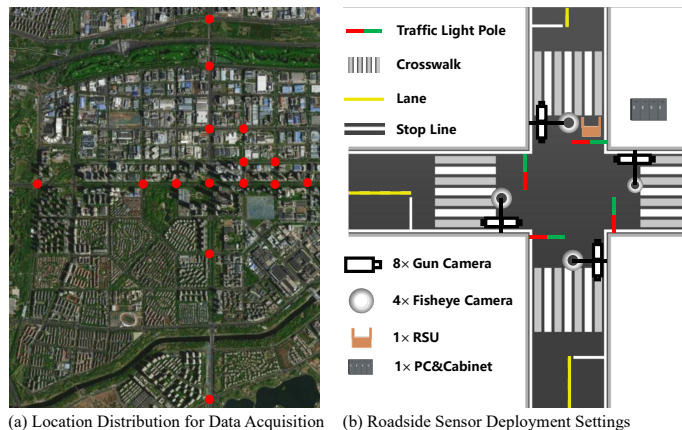 Traffic Light Pole
Crosswalk
Lane
Stop Line
8× Gun Camera
4× Fisheye Camera
1× RSU
1× PC&Cabinet
(a) Location Distribution for Data Acquisition
(b) Roadside Sensor Deployment Settings